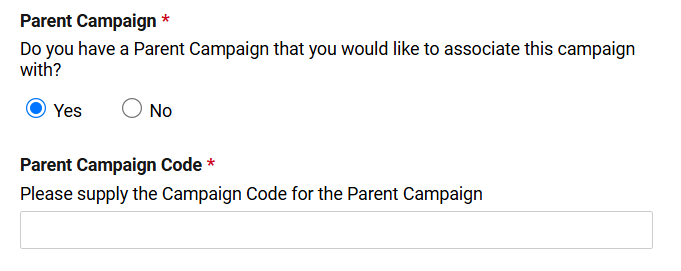 Parent Campaign *
Do you have a Parent Campaign that you would like to associate this campaign
with?
Yes No
Parent Campaign Code *
Please supply the Campaign Code for the Parent Campaign